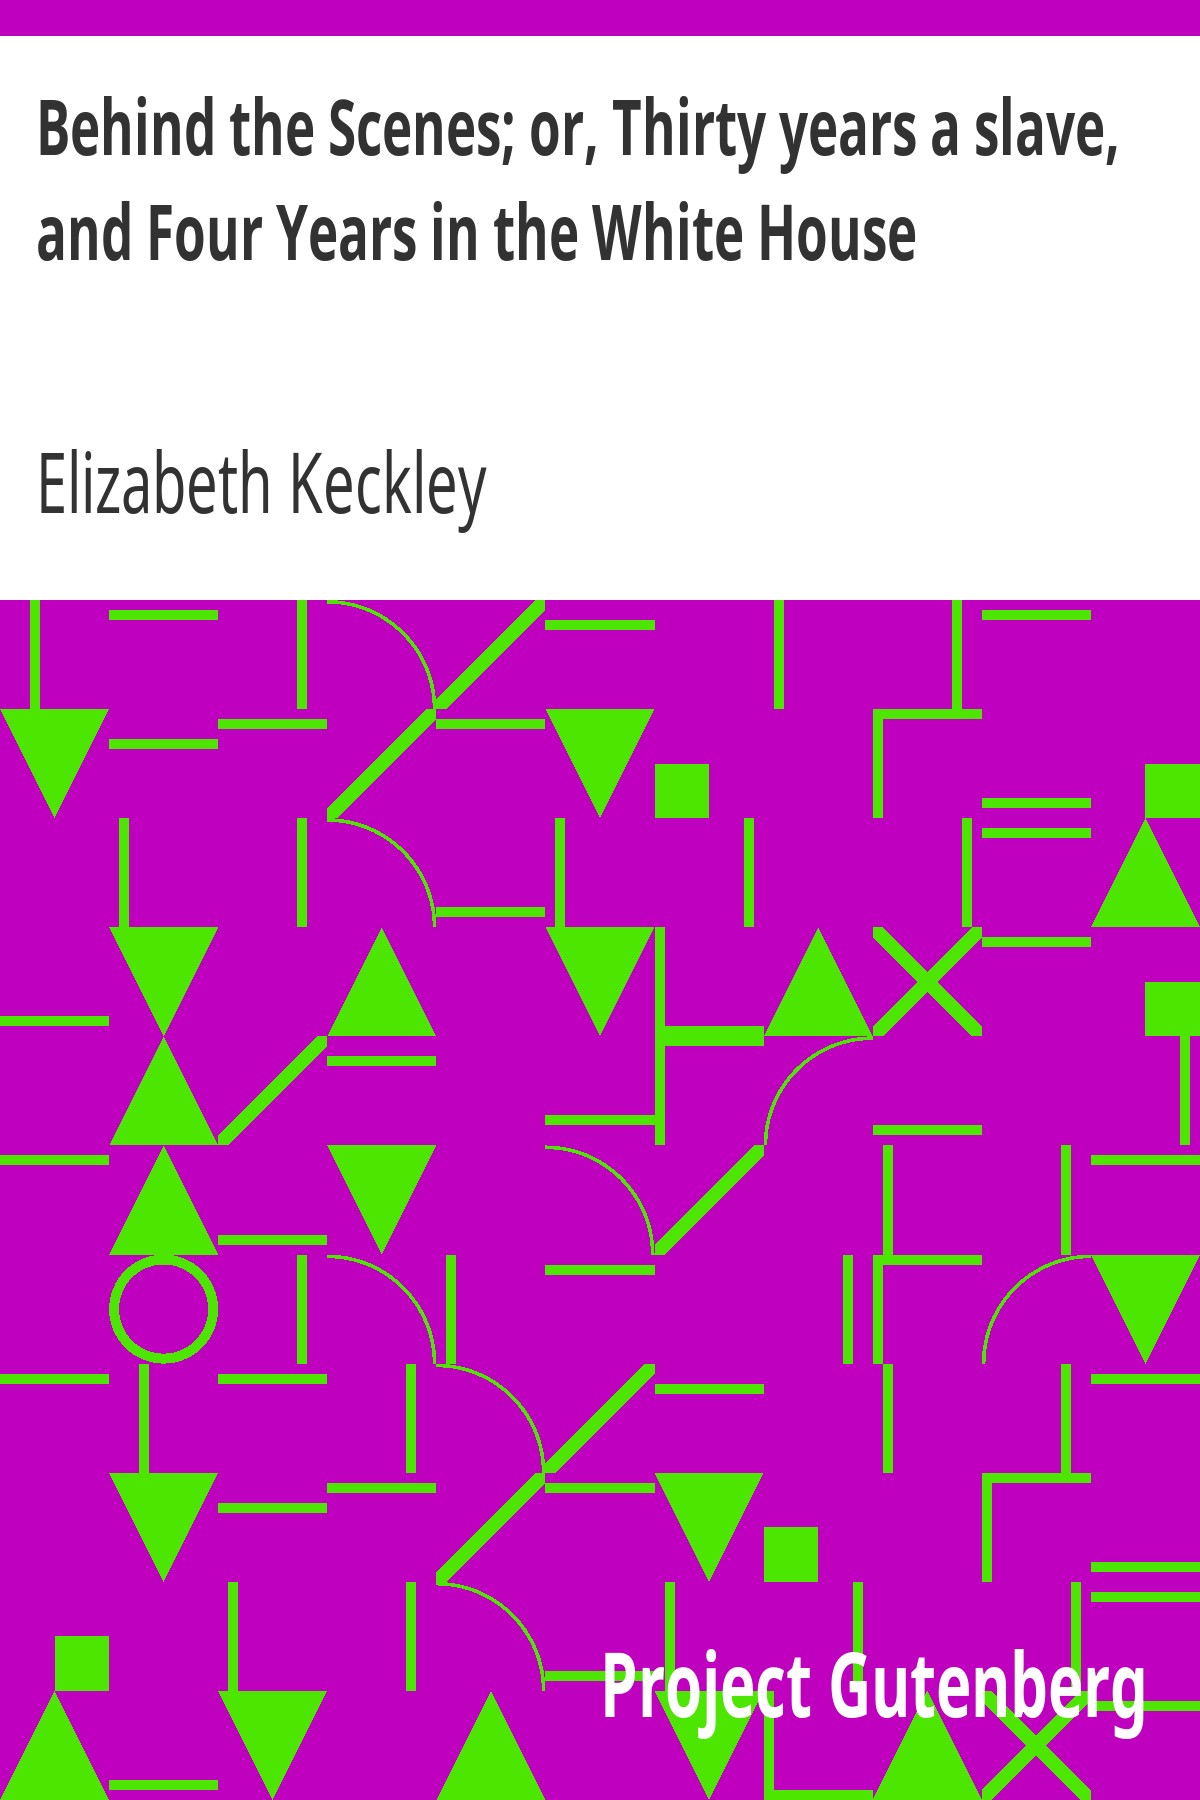 Behind the Scenes; or, Thirty years a slave,
and Four Years in the White House
Elizabeth Keckley
Project Gutenberg